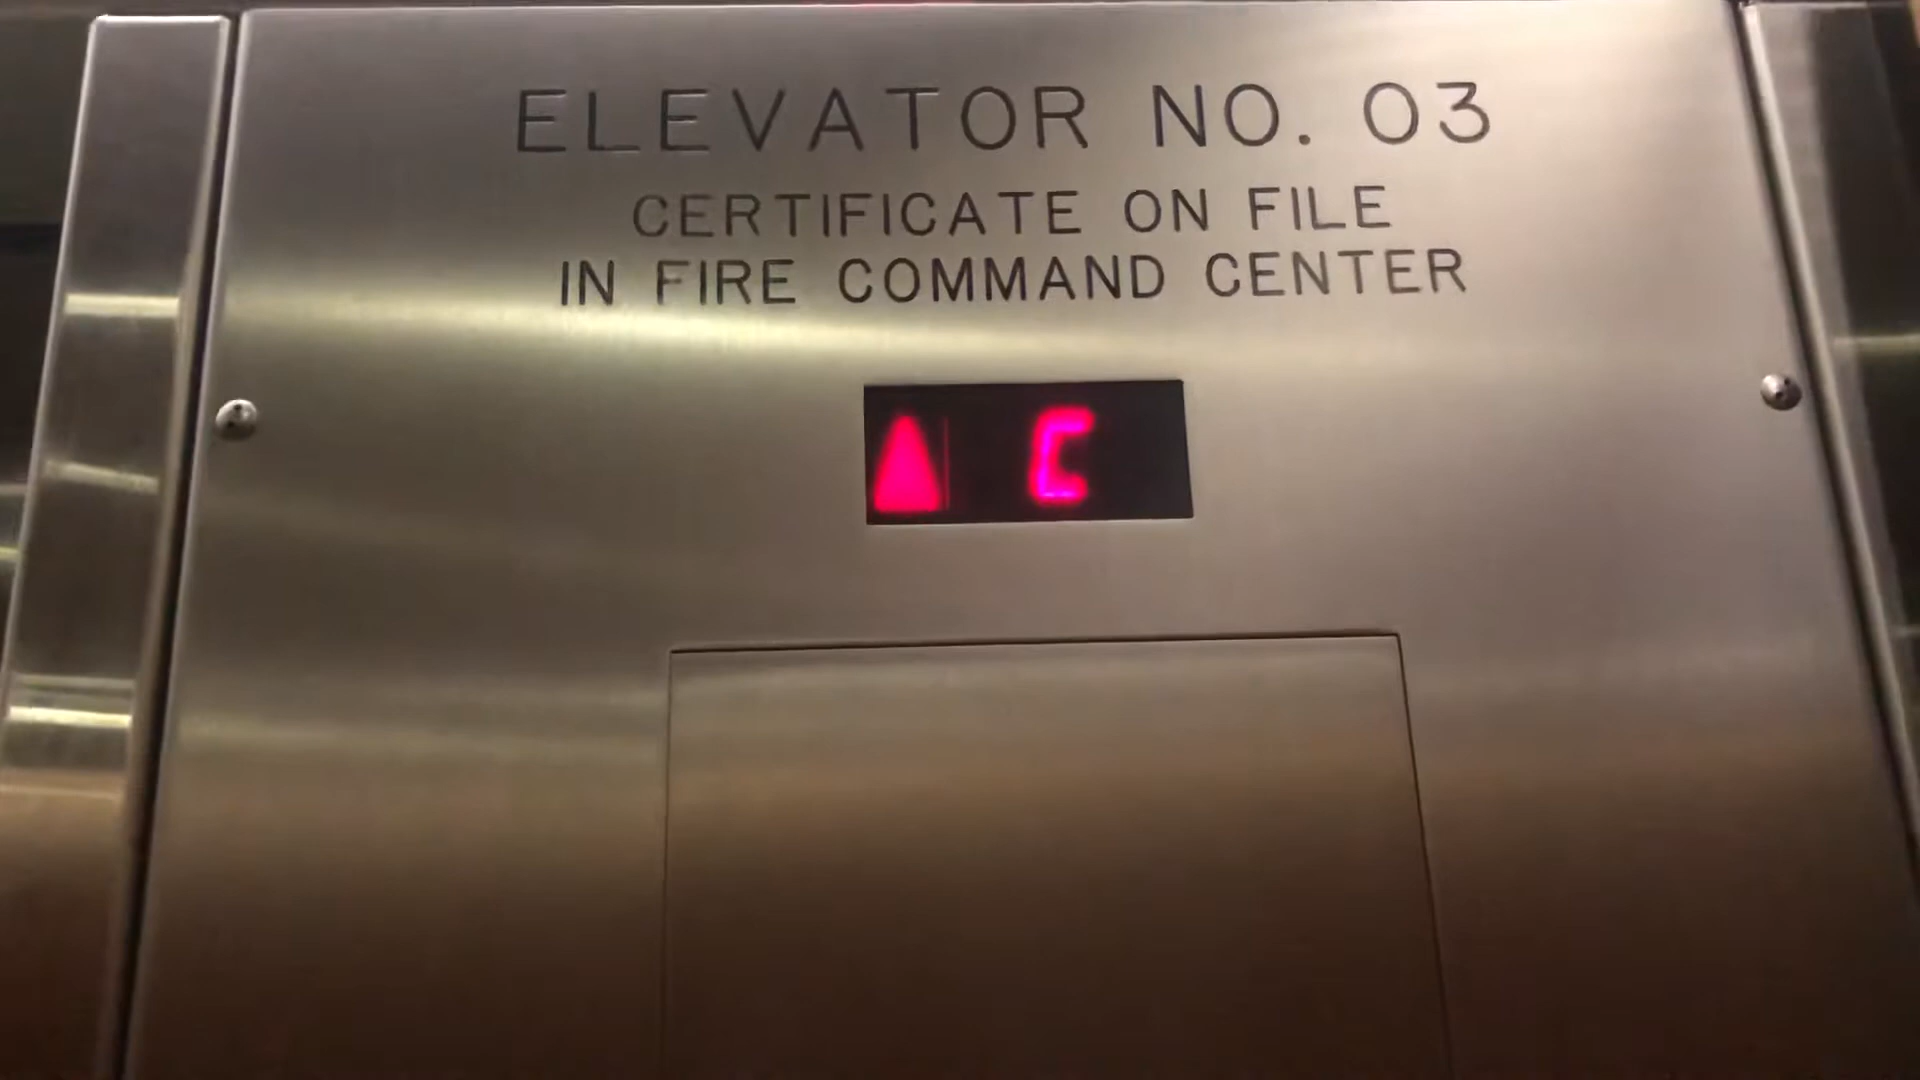 ELEVATOR NO. 03
CERTIFICATE ON FILE
IN FIRE COMMAND CENTER
C